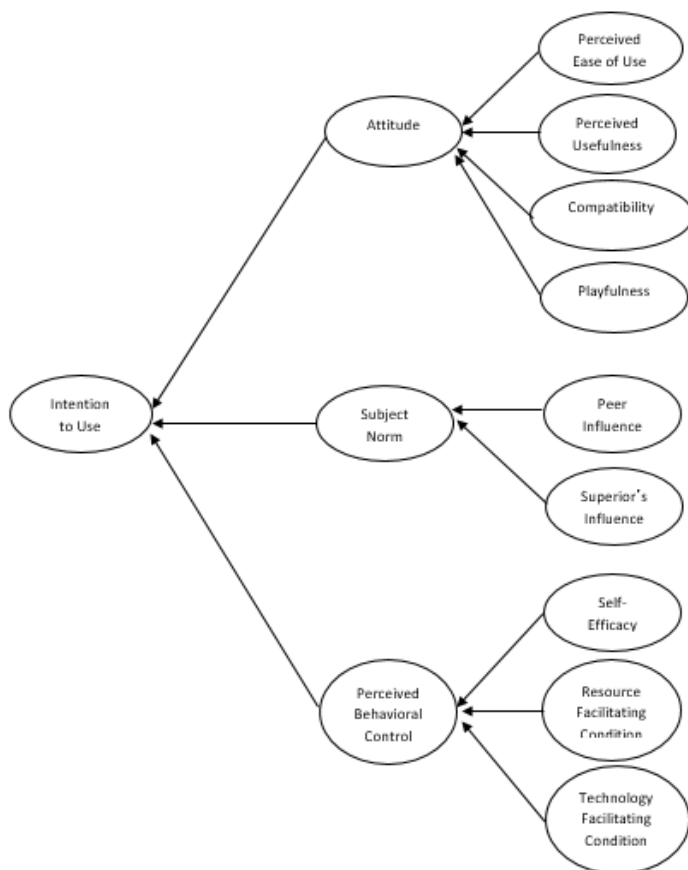 Perceived
Ease of Use
Attitude
Perceived
Usefulness
Compatibility
Playfulness
Intention
to Use
Subject
Norm
Peer
Influence
Superior's
Influence
Self-
Efficacy
Perceived
Behavioral
Control
Resource
Facilitating
Condition
Technology
Facilitating
Condition